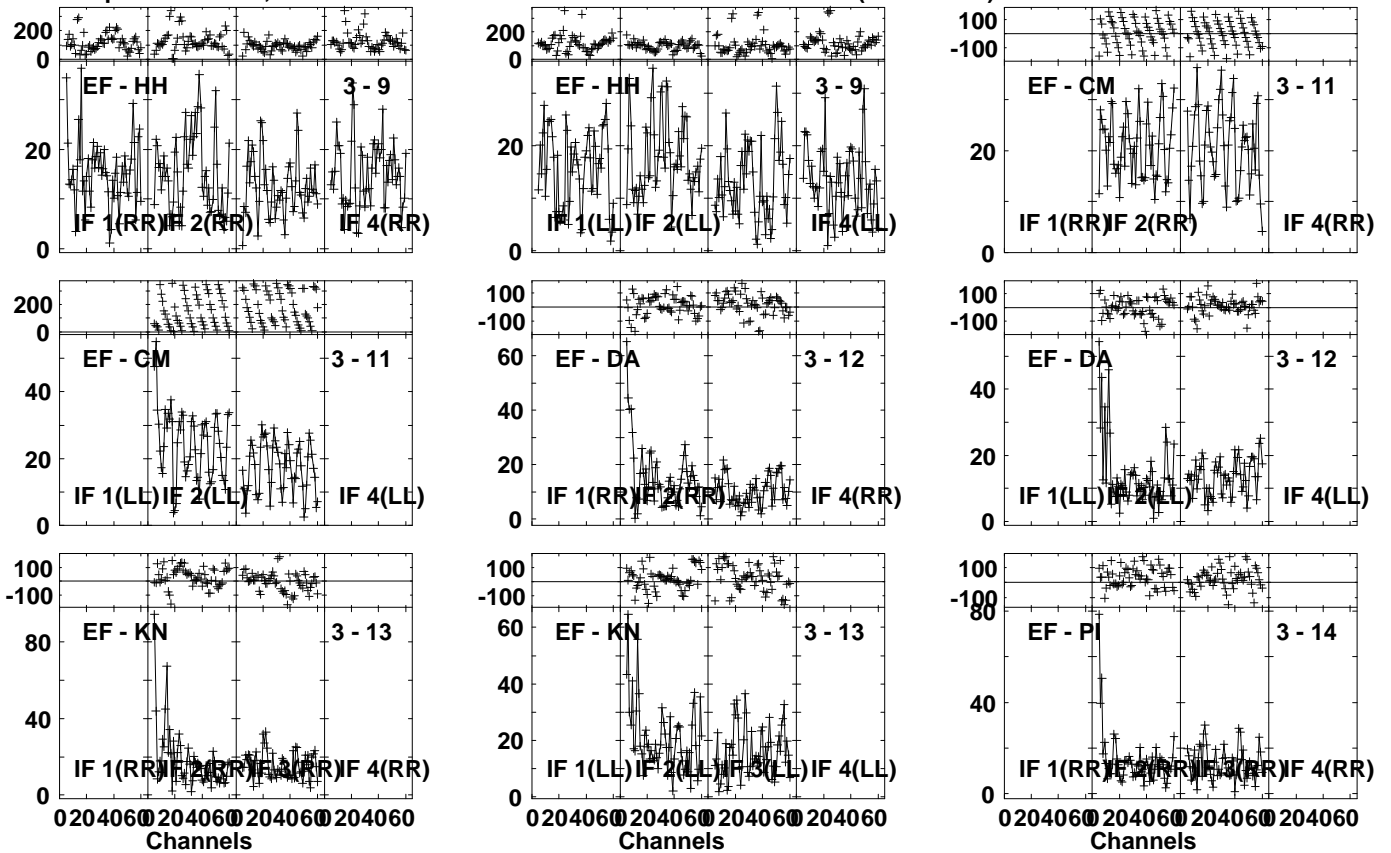 200 200 100
0 0 -100
EF - HH 3 - 9 EF - HH 3 - 9 EF - CM 3 - 11
20 20 20
IF 1(RR) IF 2(RR) IF 4(RR) IF 1(LL) IF 2(LL) IF 4(LL) IF 1(RR) IF 2(RR) IF 4(RR)
0 0 0
200 100 100
0 -100 -100
EF - CM 3 - 11 EF - DA 3 - 12 EF - DA 3 - 12
60 60
40 40 40
20 20 20
IF 1(LL) IF 2(LL) IF 4(LL) IF 1(RR) IF 2(RR) IF 4(RR) IF 1(LL) IF 2(LL) IF 4(LL)
0 0 0
100 100 100
-100 -100 -100
EF - KN 3 - 13 EF - KN 3 - 13 EF - PI 3 - 14
80 60 80
40 40 40
20
IF 1(RR) IF 2(RR) IF 3(RR) IF 4(RR) IF 1(LL) IF 2(LL) IF 3(LL) IF 4(LL) IF 1(RR) IF 2(RR) IF 3(RR) IF 4(RR)
0 0 0
0 20 40 60 0 20 40 60 0 20 40 60 0 20 40 60 0 20 40 60 0 20 40 60 0 20 40 60 0 20 40 60 0 20 40 60 0 20 40 60 0 20 40 60 0 20 40 60
Channels Channels Channels